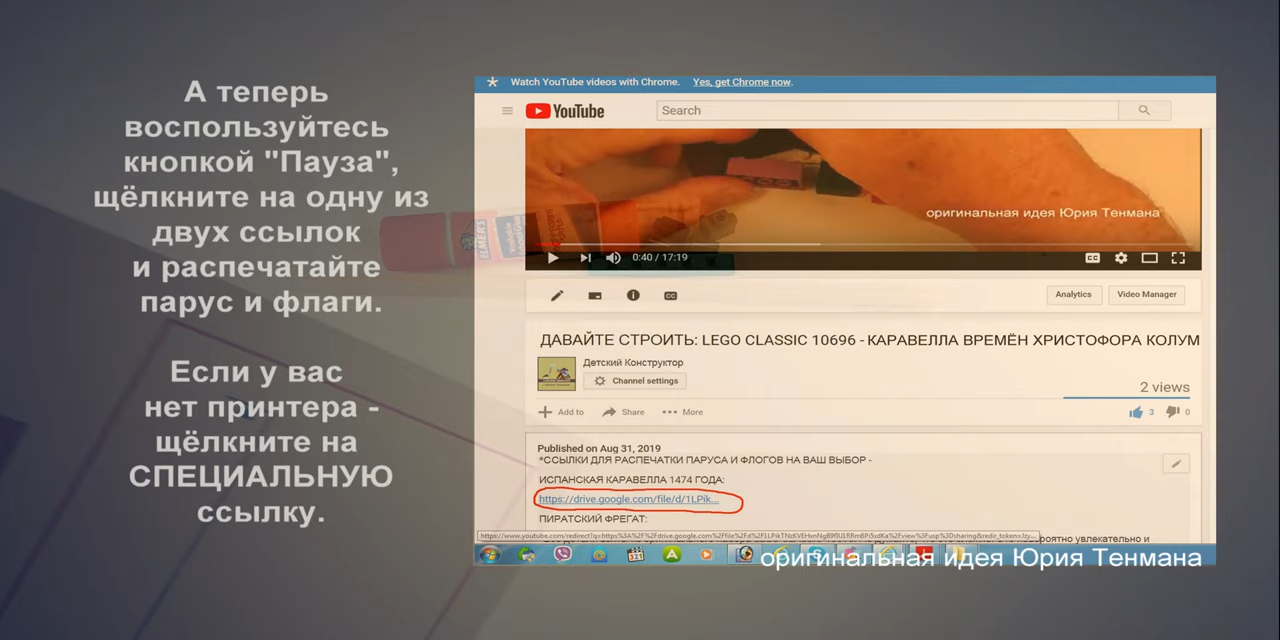 А теперь
воспользуйтесь
кнопкой "Пауза",
щёлкните на одну из
двух ссылок
и распечатайте
парус и флаги.
Если у вас
нет принтера -
щёлкните на
СПЕЦИАЛЬНУЮ
ссылку.
Watch YouTube videos with Chrome. Yes, get Chrome now.
YouTube
Search
ELMER'S
оригинальная идея Юрия Тенмана
0:40 / 17:19
CC
CC
Analytics
Video Manager
ДАВАЙТЕ СТРОИТЬ: LEGO CLASSIC 10696 - КАРАВЕЛЛА ВРЕМЁН ХРИСТОФОРА КОЛУМ
Детский Конструктор
Channel settings
2 views
Add to Share More
3 0
Published on Aug 31, 2019
*ССЫЛКИ ДЛЯ РАСПЕЧАТКИ ПАРУСА И ФЛОГОВ НА ВАШ ВЫБОР -
ИСПАНСКАЯ КАРАВЕЛЛА 1474 ГОДА:
https://drive.google.com/file/d/1LPik...
ПИРАТСКИЙ ФРЕГАТ:
оригинальная идея Юрия Тенмана